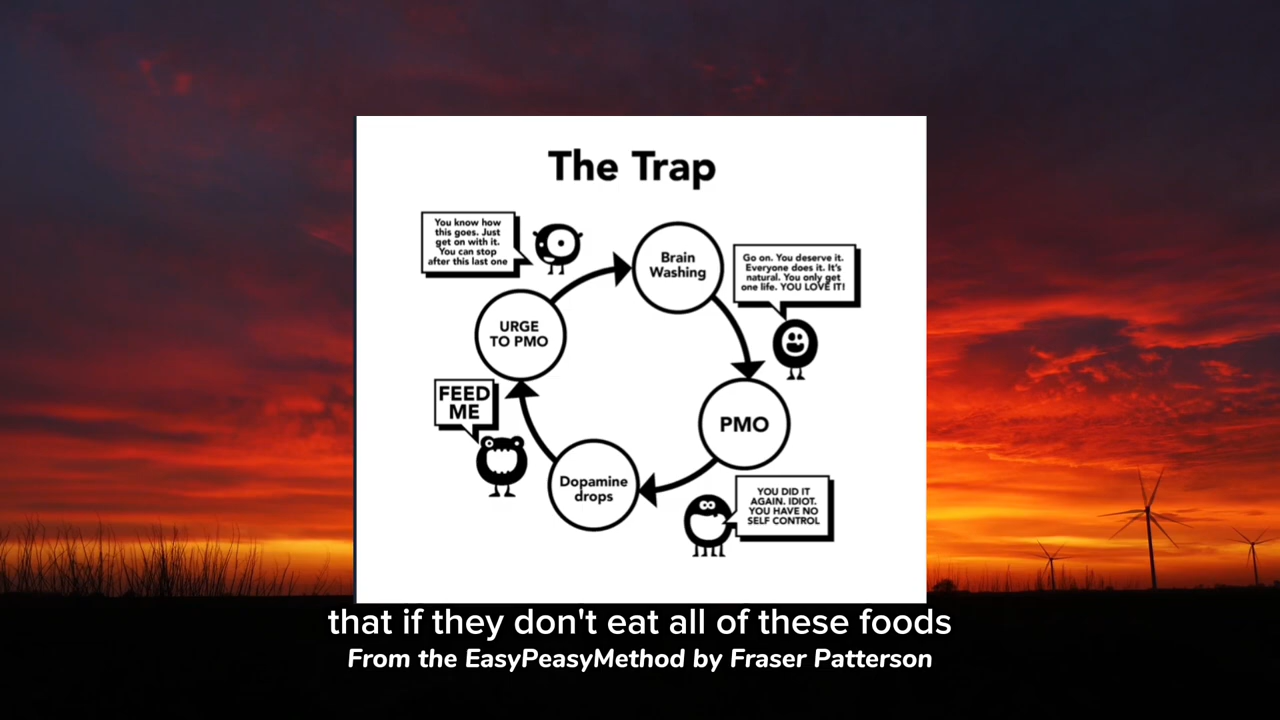 The Trap
You know how
this goes. Just
get on with it.
You can stop
after this last one
Brain
Washing
Go on. You deserve it.
Everyone does it. It's
natural. You only get
one life. YOU LOVE IT!
URGE
TO PMO
FEED
ME
PMO
Dopamine
drops
YOU DID IT
AGAIN. IDIOT.
YOU HAVE NO
SELF CONTROL
that if they don't eat all of these foods
From the EasyPeasyMethod by Fraser Patterson